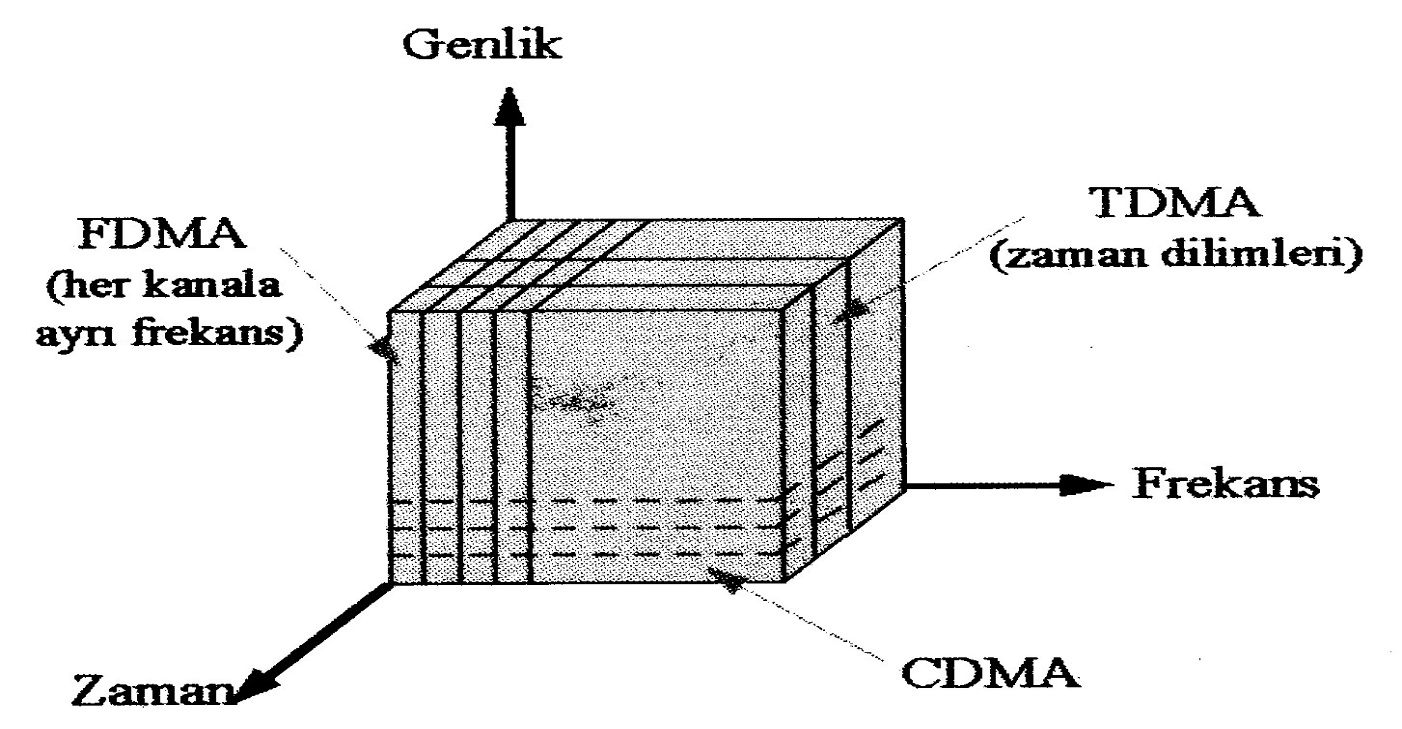 Genlik
FDMA
(her kanala
ayrı frekans)
TDMA
(zaman dilimleri)
Frekans
CDMA
Zaman